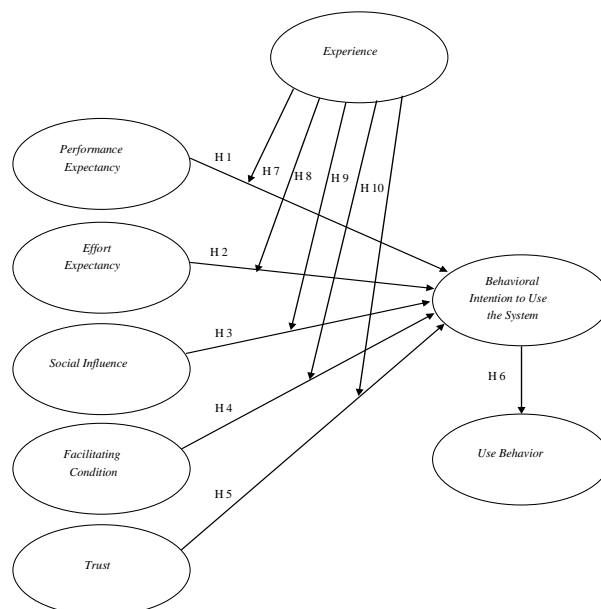 Experience
Performance
Expectancy
H 1
H 7
H 8
H 9
H 10
Effort
Expectancy
H 2
Behavioral
Intention to Use
the System
Social Influence
H 3
H 6
Facilitating
Condition
H 4
Use Behavior
H 5
Trust